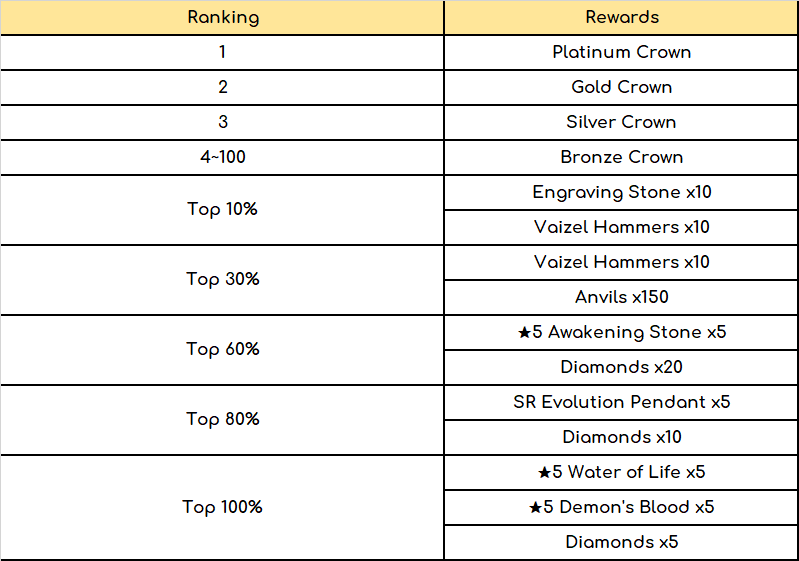 Ranking Rewards
1 Platinum Crown
2 Gold Crown
3 Silver Crown
4~100 Bronze Crown
Top 10%
Engraving Stone x10
Vaizel Hammers x10
Top 30%
Vaizel Hammers x10
Anvils x150
Top 60%
★5 Awakening Stone x5
Diamonds x20
Top 80%
SR Evolution Pendant x5
Diamonds x10
Top 100%
★5 Water of Life x5
★5 Demon's Blood x5
Diamonds x5